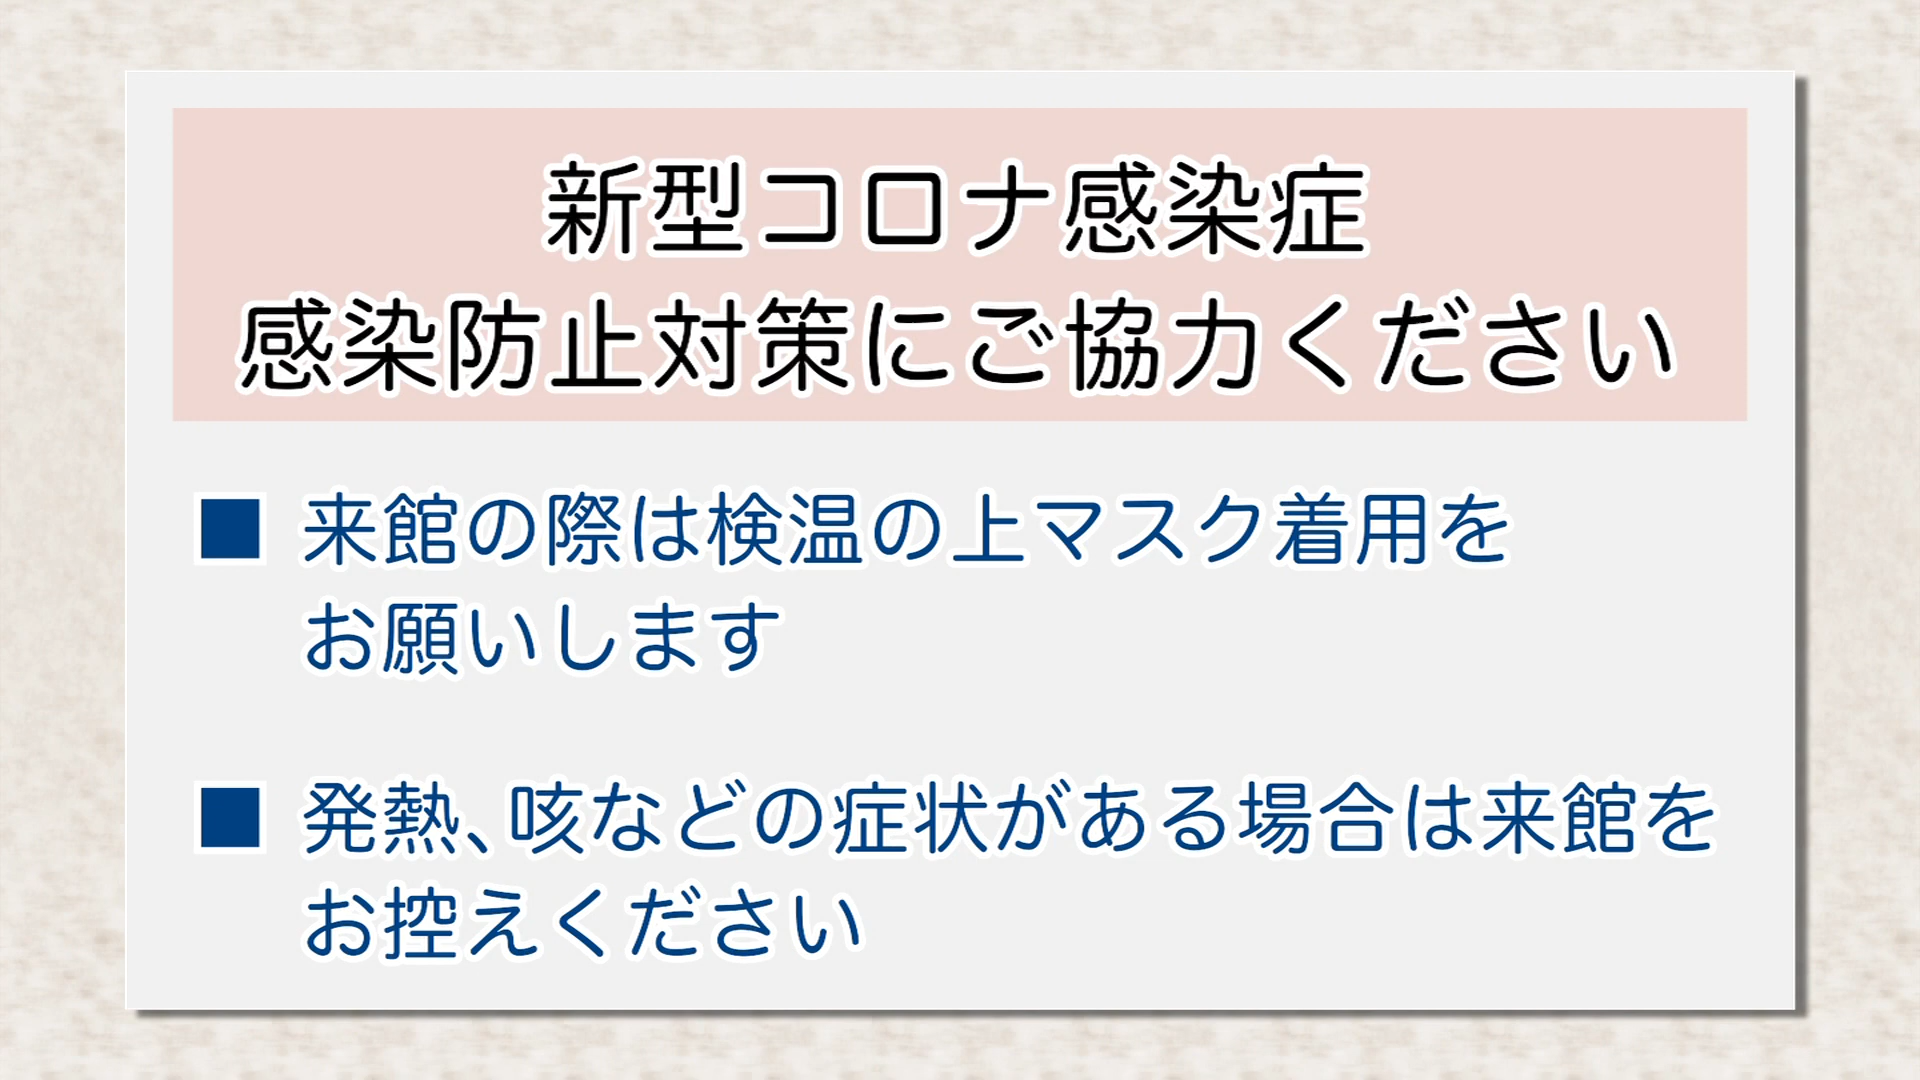 新型コロナ感染症
感染防止対策にご協力ください
■ 来館の際は検温の上マスク着用を
お願いします
■ 発熱、咳などの症状がある場合は来館を
お控えください